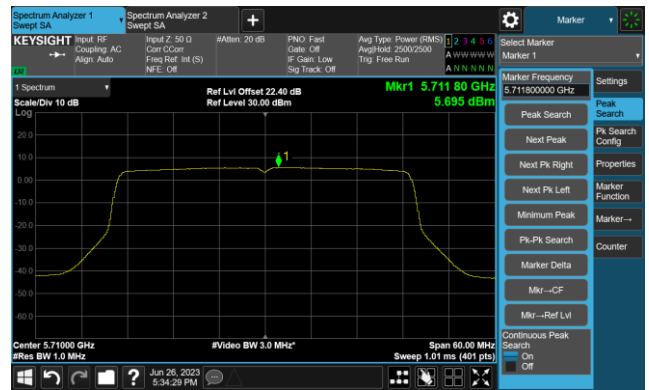 Spectrum Analyzer 1
Swept SA
Spectrum Analyzer 2
Swept SA
+
Marker
KEYSIGHT
Input: RF
Coupling: AC
Align: Auto
Input Z: 50 Ω
Corr CCorr
Freq Ref: Int (S)
NFE: Off
#Atten: 20 dB
PNO: Fast
Gate: Off
IF Gain: Low
Sig Track: Off
Avg Type: Power (RMS)
Avg|Hold: 2500/2500
Trig: Free Run
1 2 3 4 5 6
A W W W W W
A N N N N N
Select Marker
Marker 1
1 Spectrum
Scale/Div 10 dB
Log
Ref Lvl Offset 22.40 dB
Ref Level 30.00 dBm
Mkr1 5.711 80 GHz
5.695 dBm
20.0
10.0
0.00
-10.0
-20.0
-30.0
-40.0
-50.0
-60.0
1
Center 5.71000 GHz
#Res BW 1.0 MHz
#Video BW 3.0 MHz*
Span 60.00 MHz
Sweep 1.01 ms (401 pts)
Marker Frequency
5.711800000 GHz
Peak Search
Next Peak
Next Pk Right
Next Pk Left
Minimum Peak
Pk-Pk Search
Marker Delta
Mkr→CF
Mkr→Ref Lvl
Continuous Peak
Search
On
Off
Settings
Peak
Search
Pk Search
Config
Properties
Marker
Function
Marker→
Counter
?
Jun 26, 2023
5:34:29 PM